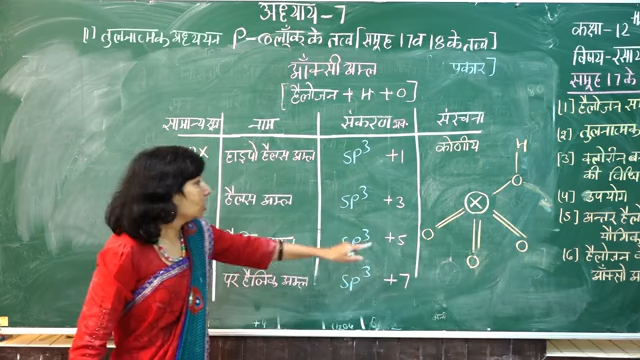 अध्याय-7
[1] तुलनात्मक अध्ययन P-ब्लॉक के तत्व [समूह 17 व 18 के तत्व]
ऑक्सी अम्ल
प्रकार]
[हैलोजन + H + O]
सामान्य सूत्र नाम संकरण अव. संरचना
X हाइपो हैलस अम्ल SP³ +1 कोणीय
हैलस अम्ल SP³ +3
SP³ +5
पर हैलिक अम्ल SP³ +7
H
O
X
O O O
कक्षा-12
विषय-रसा
समूह 17 के
[1] हैलोजन
[2] तुलनात्म
[3] क्लोरीन
की विधि
[4] उपयोग
[5] अन्तर है
यौगिक
[6] हैलोजन
ऑक्सी अ